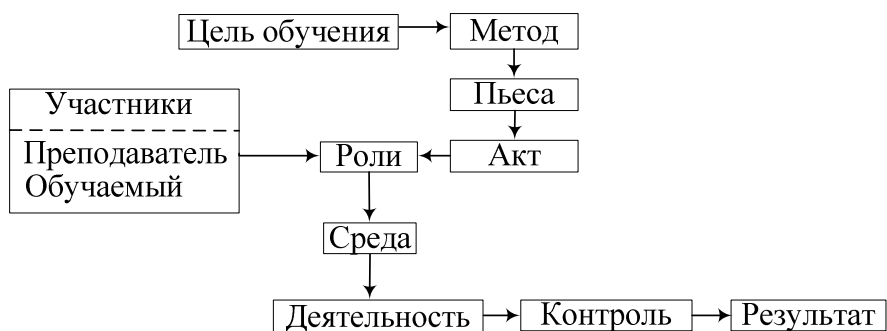 Цель обучения
Метод
Пьеса
Участники
Преподаватель
Обучаемый
Роли
Акт
Среда
Деятельность
Контроль
Результат